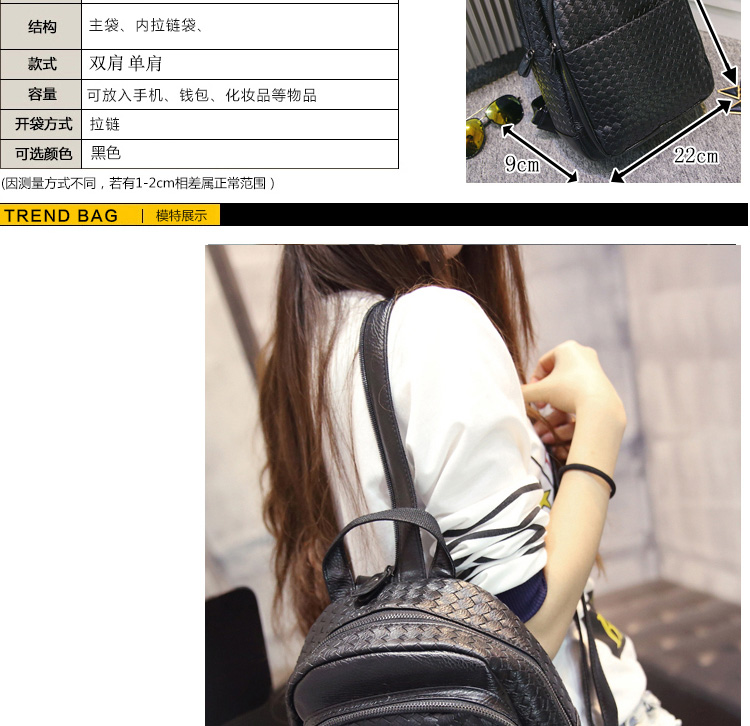 结构 主袋、内拉链袋、
款式 双肩 单肩
容量 可放入手机、钱包、化妆品等物品
开袋方式 拉链
可选颜色 黑色
(因测量方式不同，若有1-2cm相差属正常范围 )
9cm
22cm
TREND BAG | 模特展示